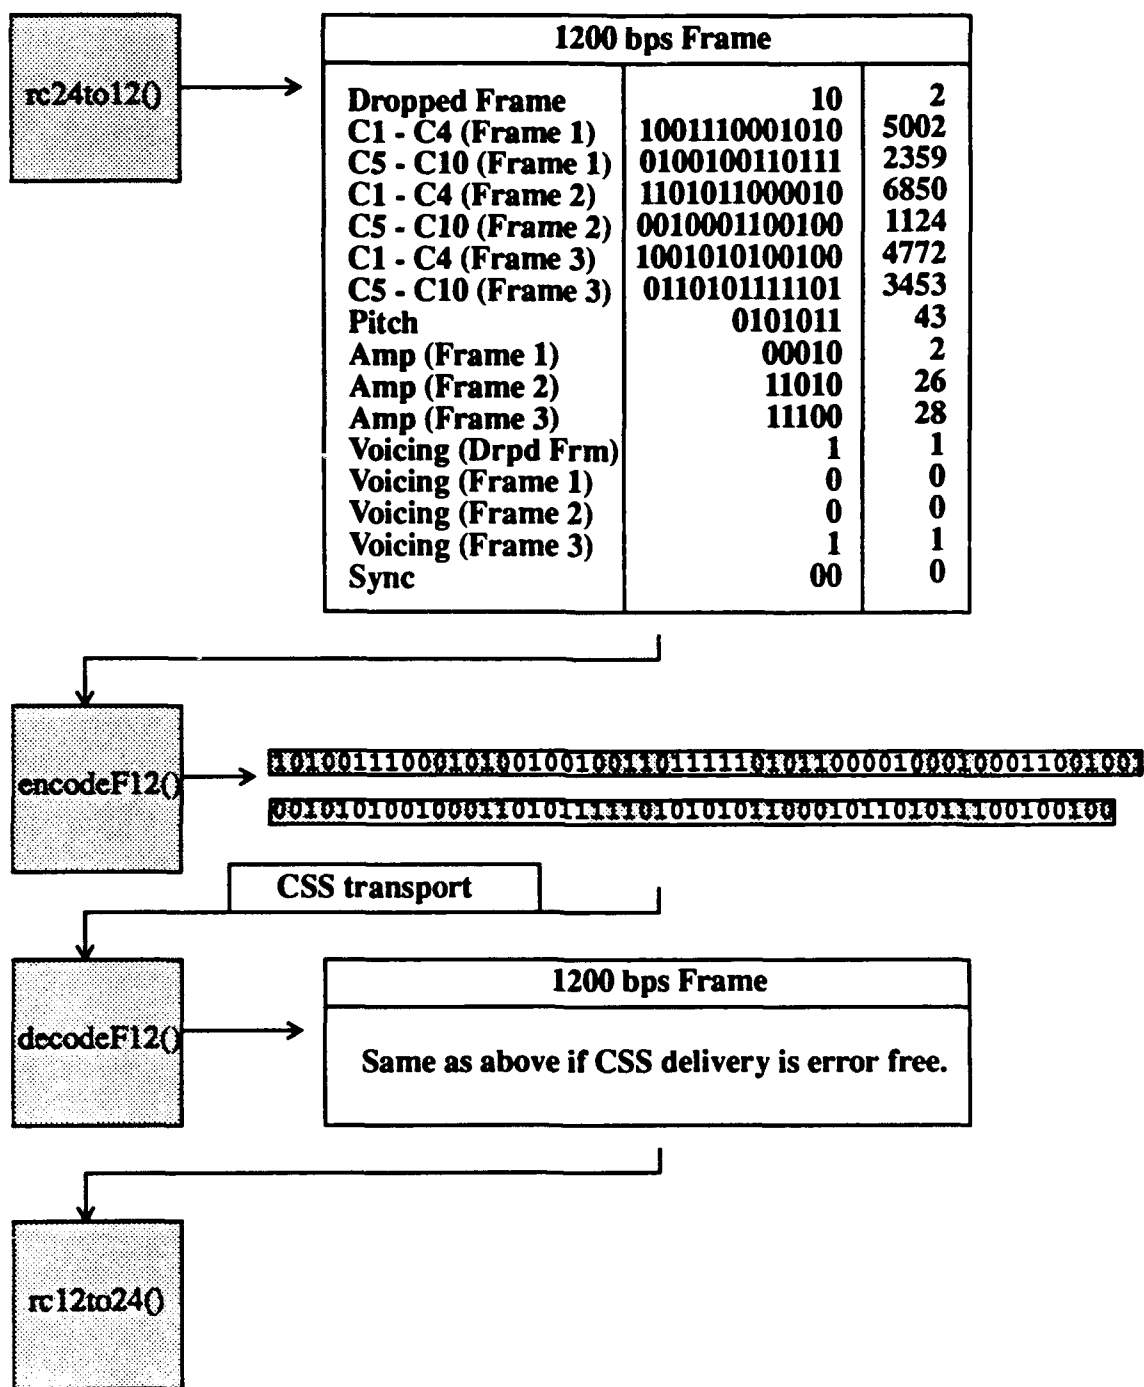 1200 bps Frame
rc24to12()
Dropped Frame 10 2
C1 - C4 (Frame 1) 1001110001010 5002
C5 - C10 (Frame 1) 0100100110111 2359
C1 - C4 (Frame 2) 1101011000010 6850
C5 - C10 (Frame 2) 0010001100100 1124
C1 - C4 (Frame 3) 1001010100100 4772
C5 - C10 (Frame 3) 0110101111101 3453
Pitch 0101011 43
Amp (Frame 1) 00010 2
Amp (Frame 2) 11010 26
Amp (Frame 3) 11100 28
Voicing (Drpd Frm) 1 1
Voicing (Frame 1) 0 0
Voicing (Frame 2) 0 0
Voicing (Frame 3) 1 1
Sync 00 0
encodeF12()
1010011100010100100100110111110101100001000100011001001
00101010010001101011111010101011000101101011100100100
CSS transport
decodeF12()
1200 bps Frame
Same as above if CSS delivery is error free.
rc12to24()